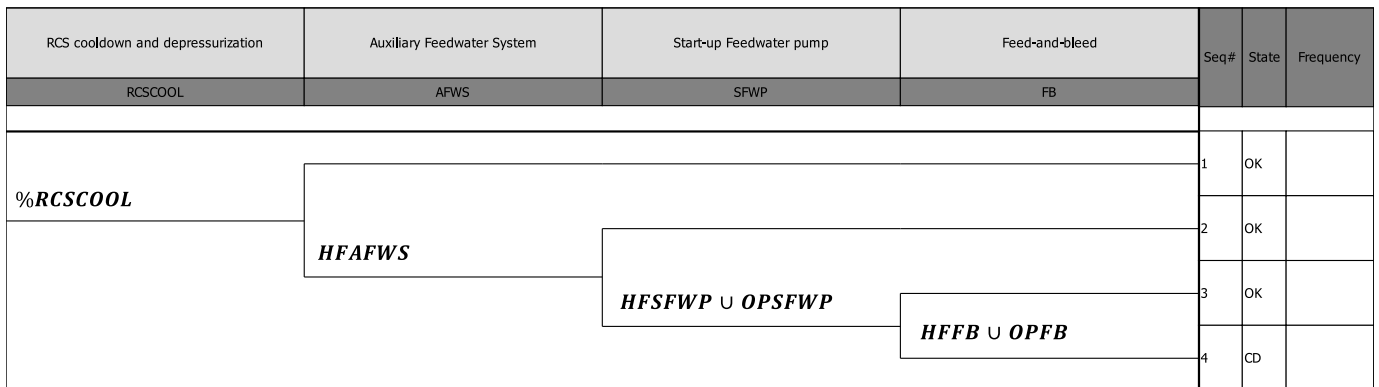 RCS cooldown and depressurization
Auxiliary Feedwater System
Start-up Feedwater pump
Feed-and-bleed
Seq#
State
Frequency
RCSCOOL
AFWS
SFWP
FB
1
OK
%RCSCOOL
2
OK
HFAFWS
3
OK
HFSFWP ∪ OPSFWP
HFFB ∪ OPFB
4
CD